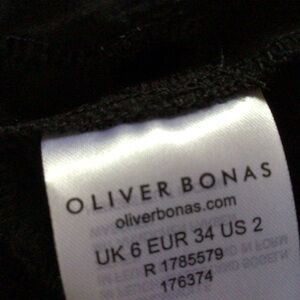 OLIVER BONAS
oliverbonas.com
UK 6 EUR 34 US 2
R 1785579
176374